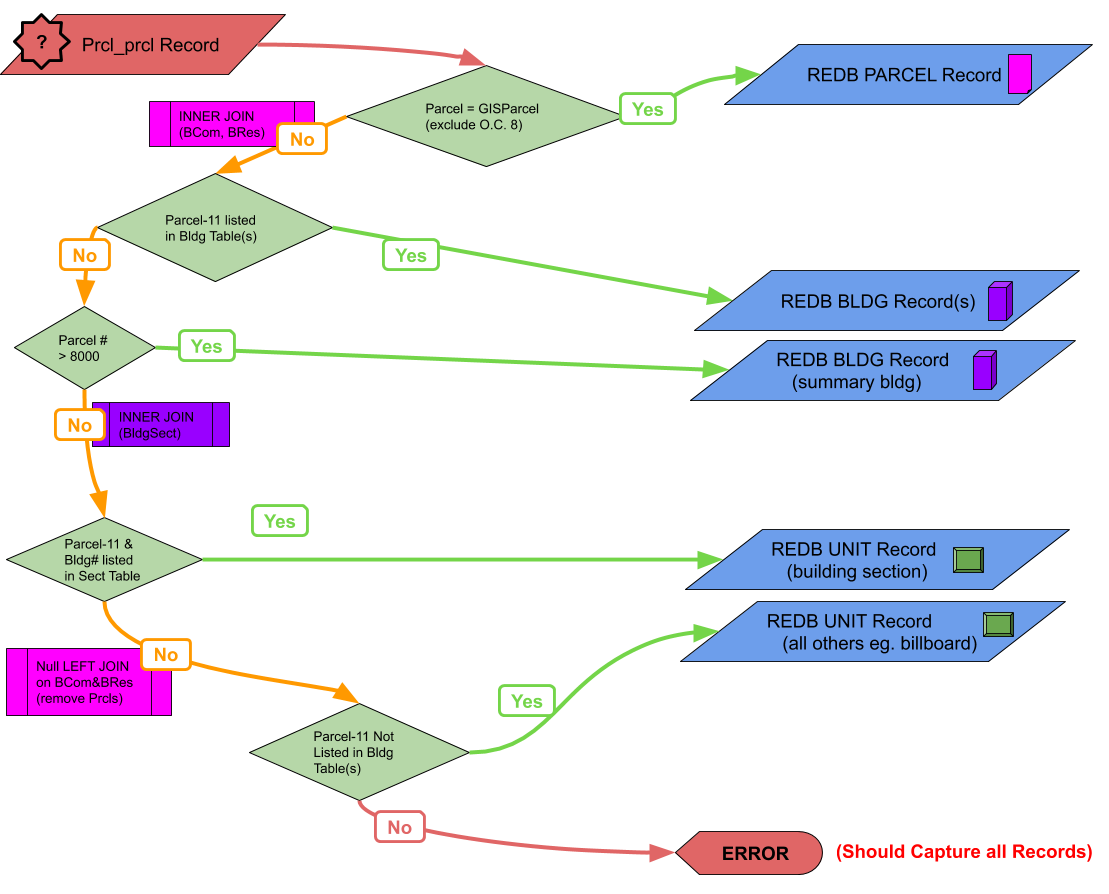 ?
Prcl_prcl Record
Parcel = GISParcel
(exclude O.C. 8)
Yes
REDB PARCEL Record
INNER JOIN
(BCom, BRes)
No
Parcel-11 listed
in Bldg Table(s)
No
Yes
REDB BLDG Record(s)
Parcel #
> 8000
Yes
REDB BLDG Record
(summary bldg)
No
INNER JOIN
(BldgSect)
Parcel-11 &
Bldg# listed
in Sect Table
Yes
REDB UNIT Record
(building section)
No
Null LEFT JOIN
on BCom&BRes
(remove Prcls)
REDB UNIT Record
(all others eg. billboard)
Yes
Parcel-11 Not
Listed in Bldg
Table(s)
No
ERROR
(Should Capture all Records)